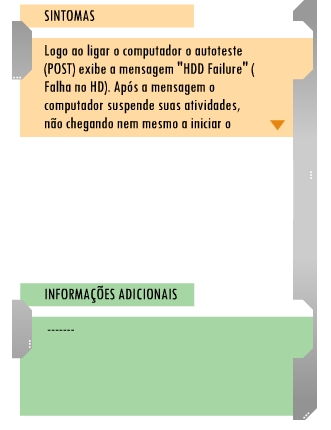 SINTOMAS
Logo ao ligar o computador o autoteste
(POST) exibe a mensagem "HDD Failure" (
Falha no HD). Após a mensagem o
computador suspende suas atividades,
não chegando nem mesmo a iniciar o
INFORMAÇÕES ADICIONAIS
-------